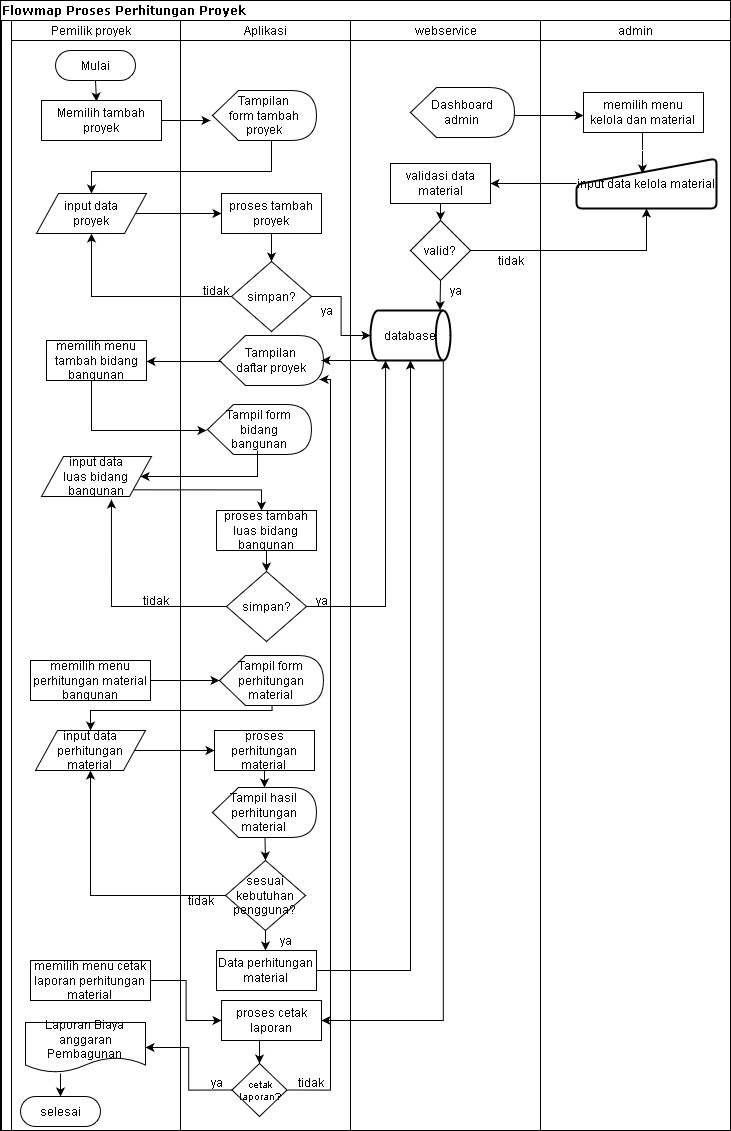 Flowmap Proses Perhitungan Proyek
Pemilik proyek
Aplikasi
webservice
admin
Mulai
Memilih tambah
proyek
Tampilan
form tambah
proyek
Dashboard
admin
memilih menu
kelola dan material
input data
proyek
proses tambah
proyek
validasi data
material
input data kelola material
simpan?
tidak
ya
valid?
tidak
ya
database
memilih menu
tambah bidang
bangunan
Tampilan
daftar proyek
Tampil form
bidang
bangunan
input data
luas bidang
bangunan
proses tambah
luas bidang
bangunan
simpan?
tidak
ya
memilih menu
perhitungan material
bangunan
Tampil form
perhitungan
material
input data
perhitungan
material
proses
perhitungan
material
Tampil hasil
perhitungan
material
sesuai
kebutuhan
pengguna?
tidak
ya
Data perhitungan
material
memilih menu cetak
laporan perhitungan
material
proses cetak
laporan
Laporan Biaya
anggaran
Pembagunan
cetak
laporan?
ya
tidak
selesai